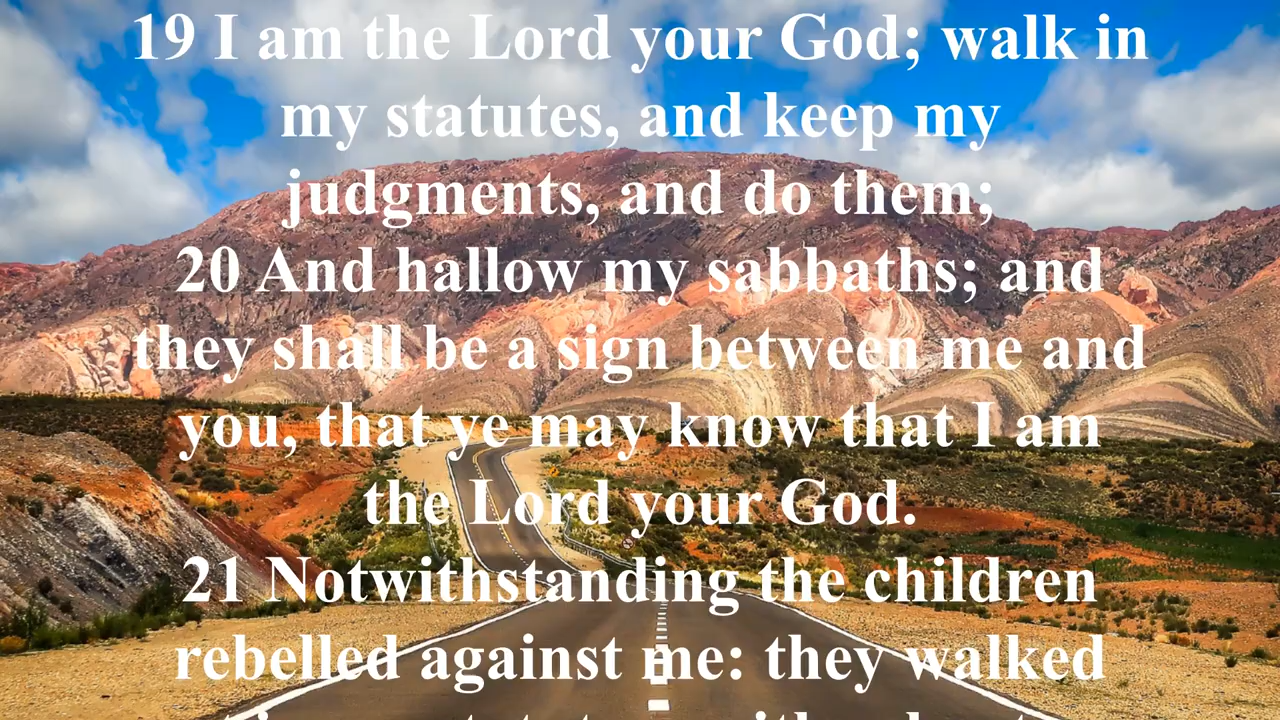 19 I am the Lord your God; walk in
my statutes, and keep my
judgments, and do them;
20 And hallow my sabbaths; and
they shall be a sign between me and
you, that ye may know that I am
the Lord your God.
21 Notwithstanding the children
rebelled against me: they walked